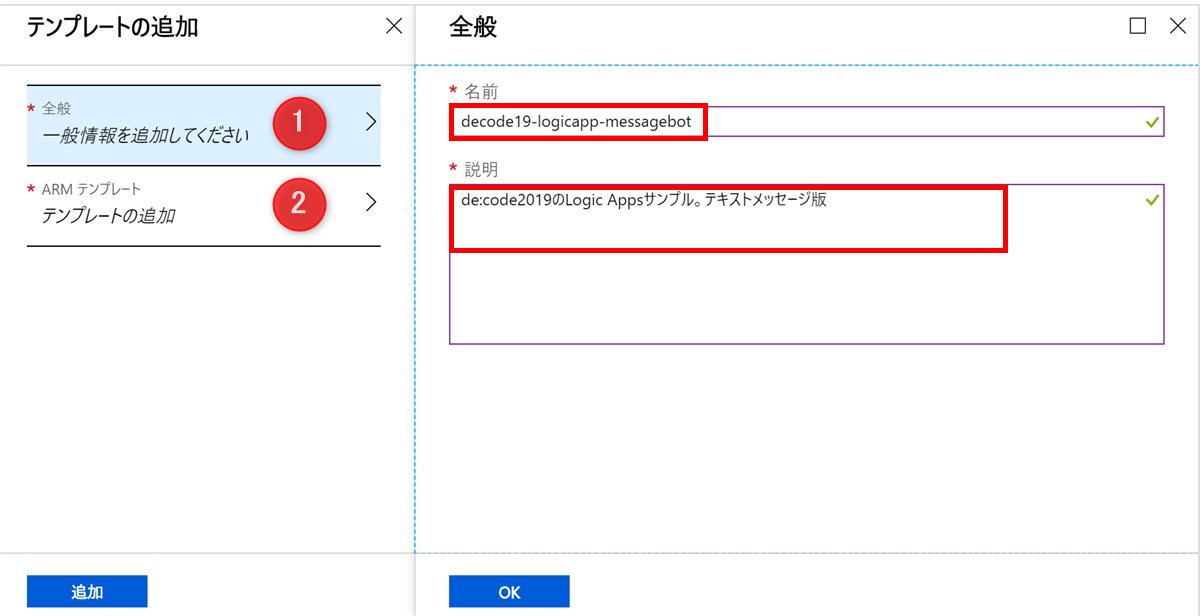 テンプレートの追加
* 全般
一般情報を追加してください
1
* ARM テンプレート
テンプレートの追加
2
追加
全般
* 名前
decode19-logicapp-messagebot
* 説明
de:code2019のLogic Appsサンプル。テキストメッセージ版
OK